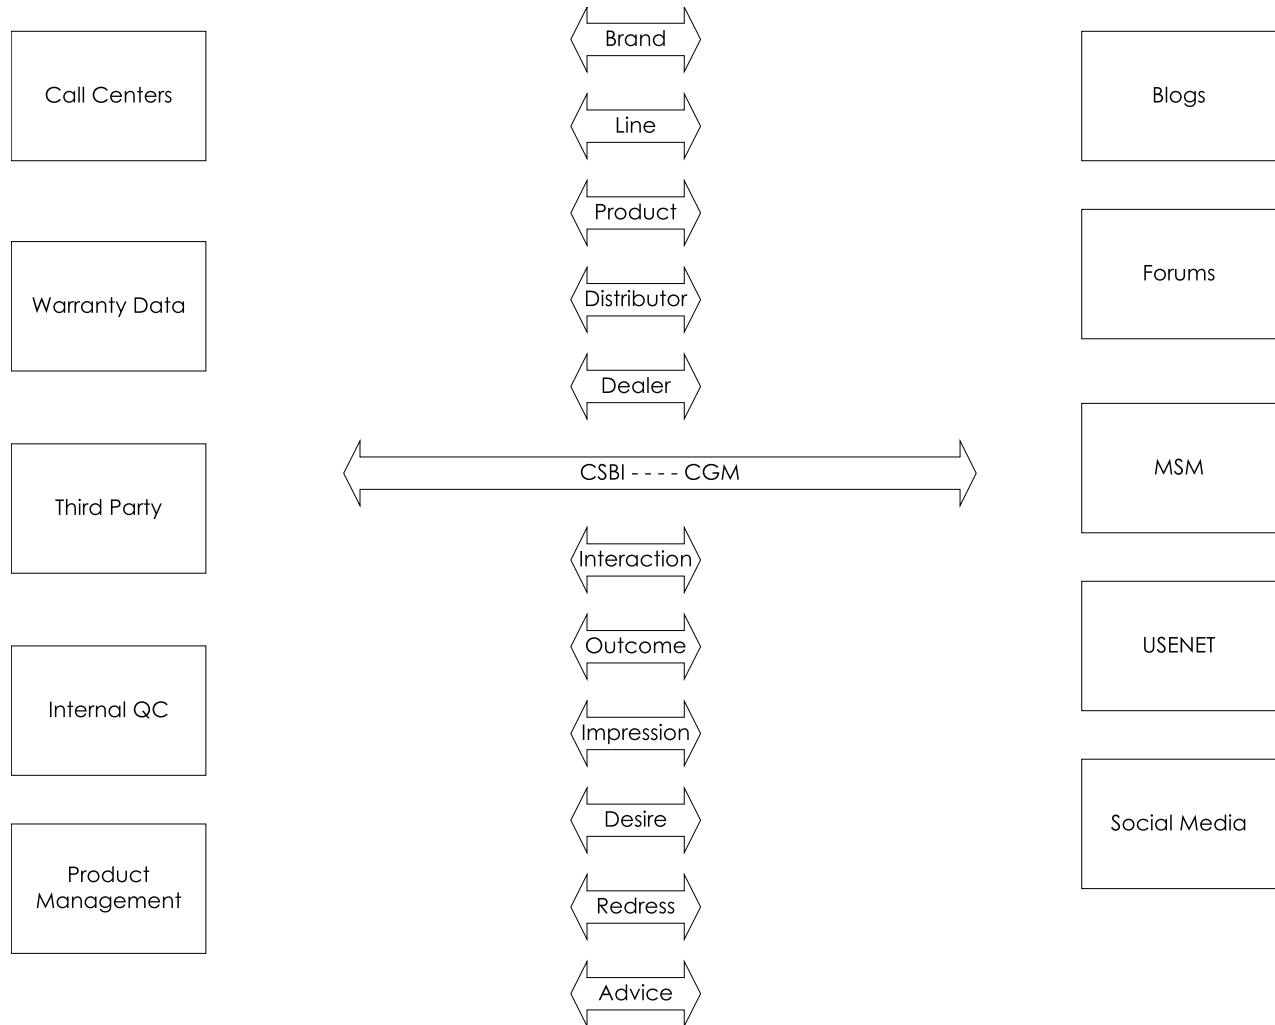 Call Centers
Warranty Data
Third Party
Internal QC
Product
Management
Brand
Line
Product
Distributor
Dealer
CSBI - - - - CGM
Interaction
Outcome
Impression
Desire
Redress
Advice
Blogs
Forums
MSM
USENET
Social Media